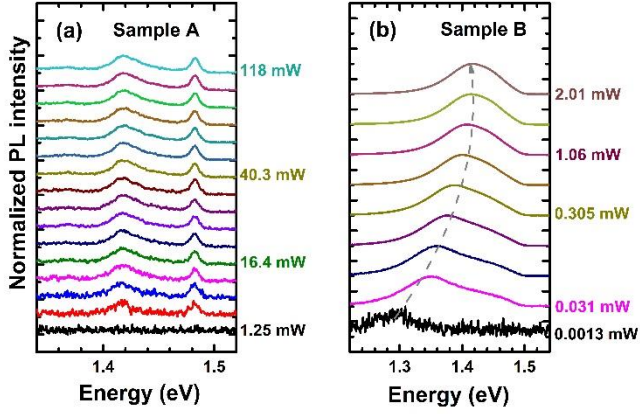 (a) Sample A
118 mW
40.3 mW
16.4 mW
1.25 mW
1.4 1.5
Energy (eV)
Normalized PL intensity
(b) Sample B
2.01 mW
1.06 mW
0.305 mW
0.031 mW
0.0013 mW
1.3 1.4 1.5
Energy (eV)